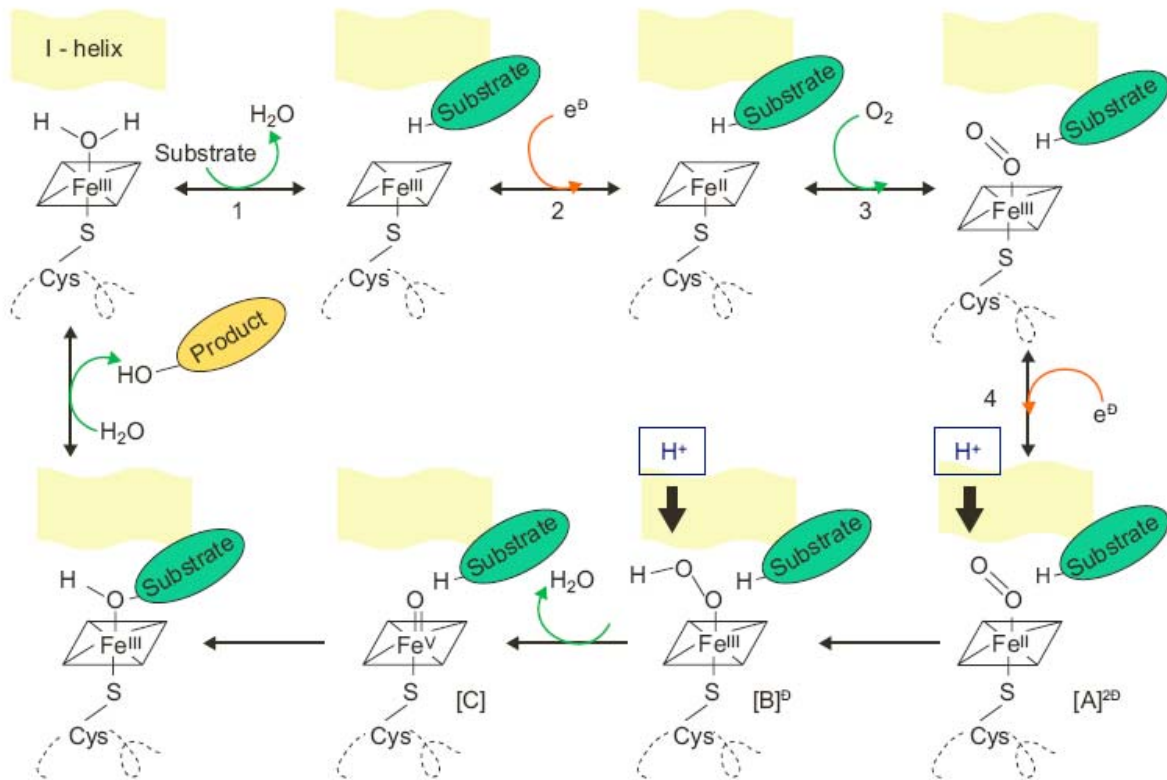 I - helix
Substrate
Substrate
Substrate
H
O
H
Substrate
H₂O
H
e^Ð
H
O₂
H
O
O
Fe^III
1
Fe^III
2
Fe^II
3
Fe^III
S
S
S
S
Cys
Cys
Cys
Cys
Product
HO
H₂O
4
e^Ð
H⁺
H⁺
Substrate
Substrate
Substrate
Substrate
H
O
H
H₂O
H
O
H
O
H
O
O
O
Fe^III
Fe^V
Fe^III
Fe^II
S
S
S
S
[C]
[B]^Ð
[A]^2Ð
Cys
Cys
Cys
Cys